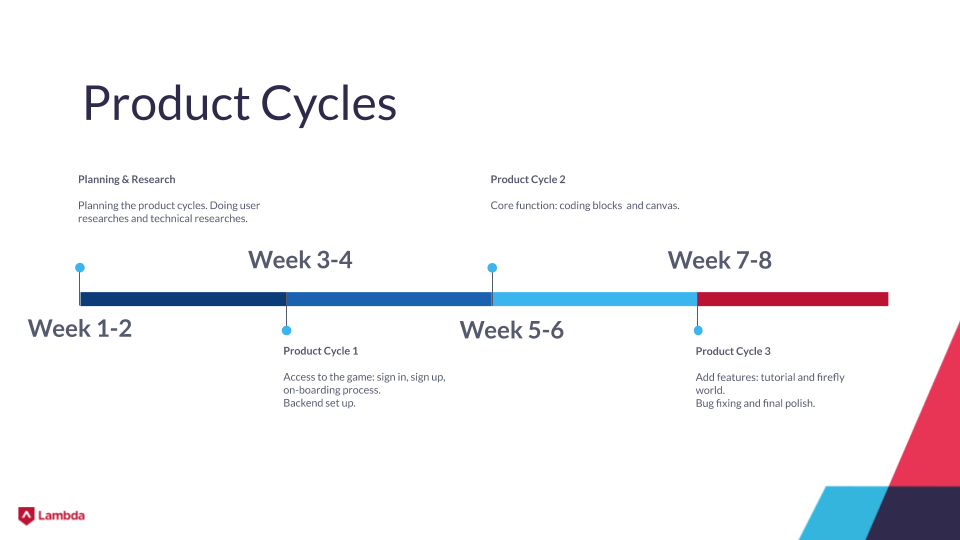 Product Cycles
Planning & Research
Planning the product cycles. Doing user
researches and technical researches.
Product Cycle 2
Core function: coding blocks  and canvas.
Week 3-4
Week 7-8
Week 1-2
Week 5-6
Product Cycle 1
Access to the game: sign in, sign up,
on-boarding process.
Backend set up.
Product Cycle 3
Add features: tutorial and firefly
world.
Bug fixing and final polish.
Lambda